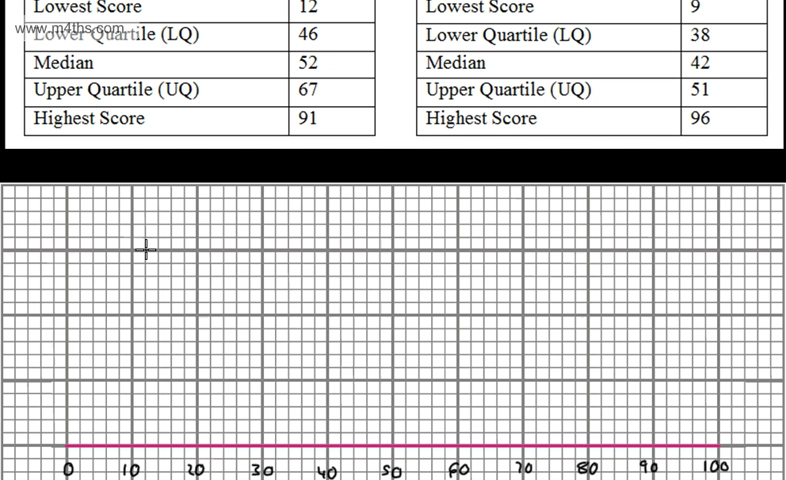 Lowest Score 12
www.m4ths.com
Lower Quartile (LQ) 46
Median 52
Upper Quartile (UQ) 67
Highest Score 91
Lowest Score 9
Lower Quartile (LQ) 38
Median 42
Upper Quartile (UQ) 51
Highest Score 96
0 10 20 30 40 50 60 70 80 90 100